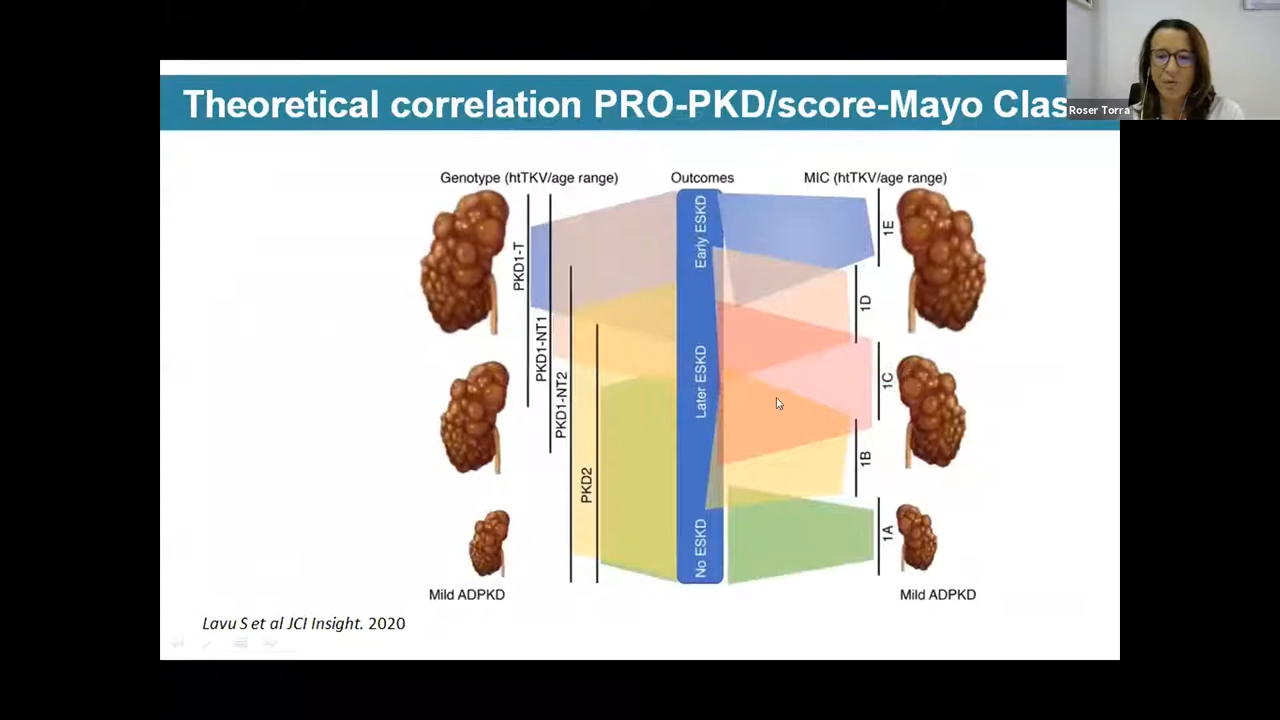 Theoretical correlation PRO-PKD/score-Mayo Clas
Roser Torra
Genotype (htTKV/age range)
Outcomes
MIC (htTKV/age range)
PKD1-T
PKD1-NT1
PKD1-NT2
PKD2
Early ESKD
Later ESKD
No ESKD
1E
1D
1C
1B
1A
Mild ADPKD
Mild ADPKD
Lavu S et al JCI Insight. 2020